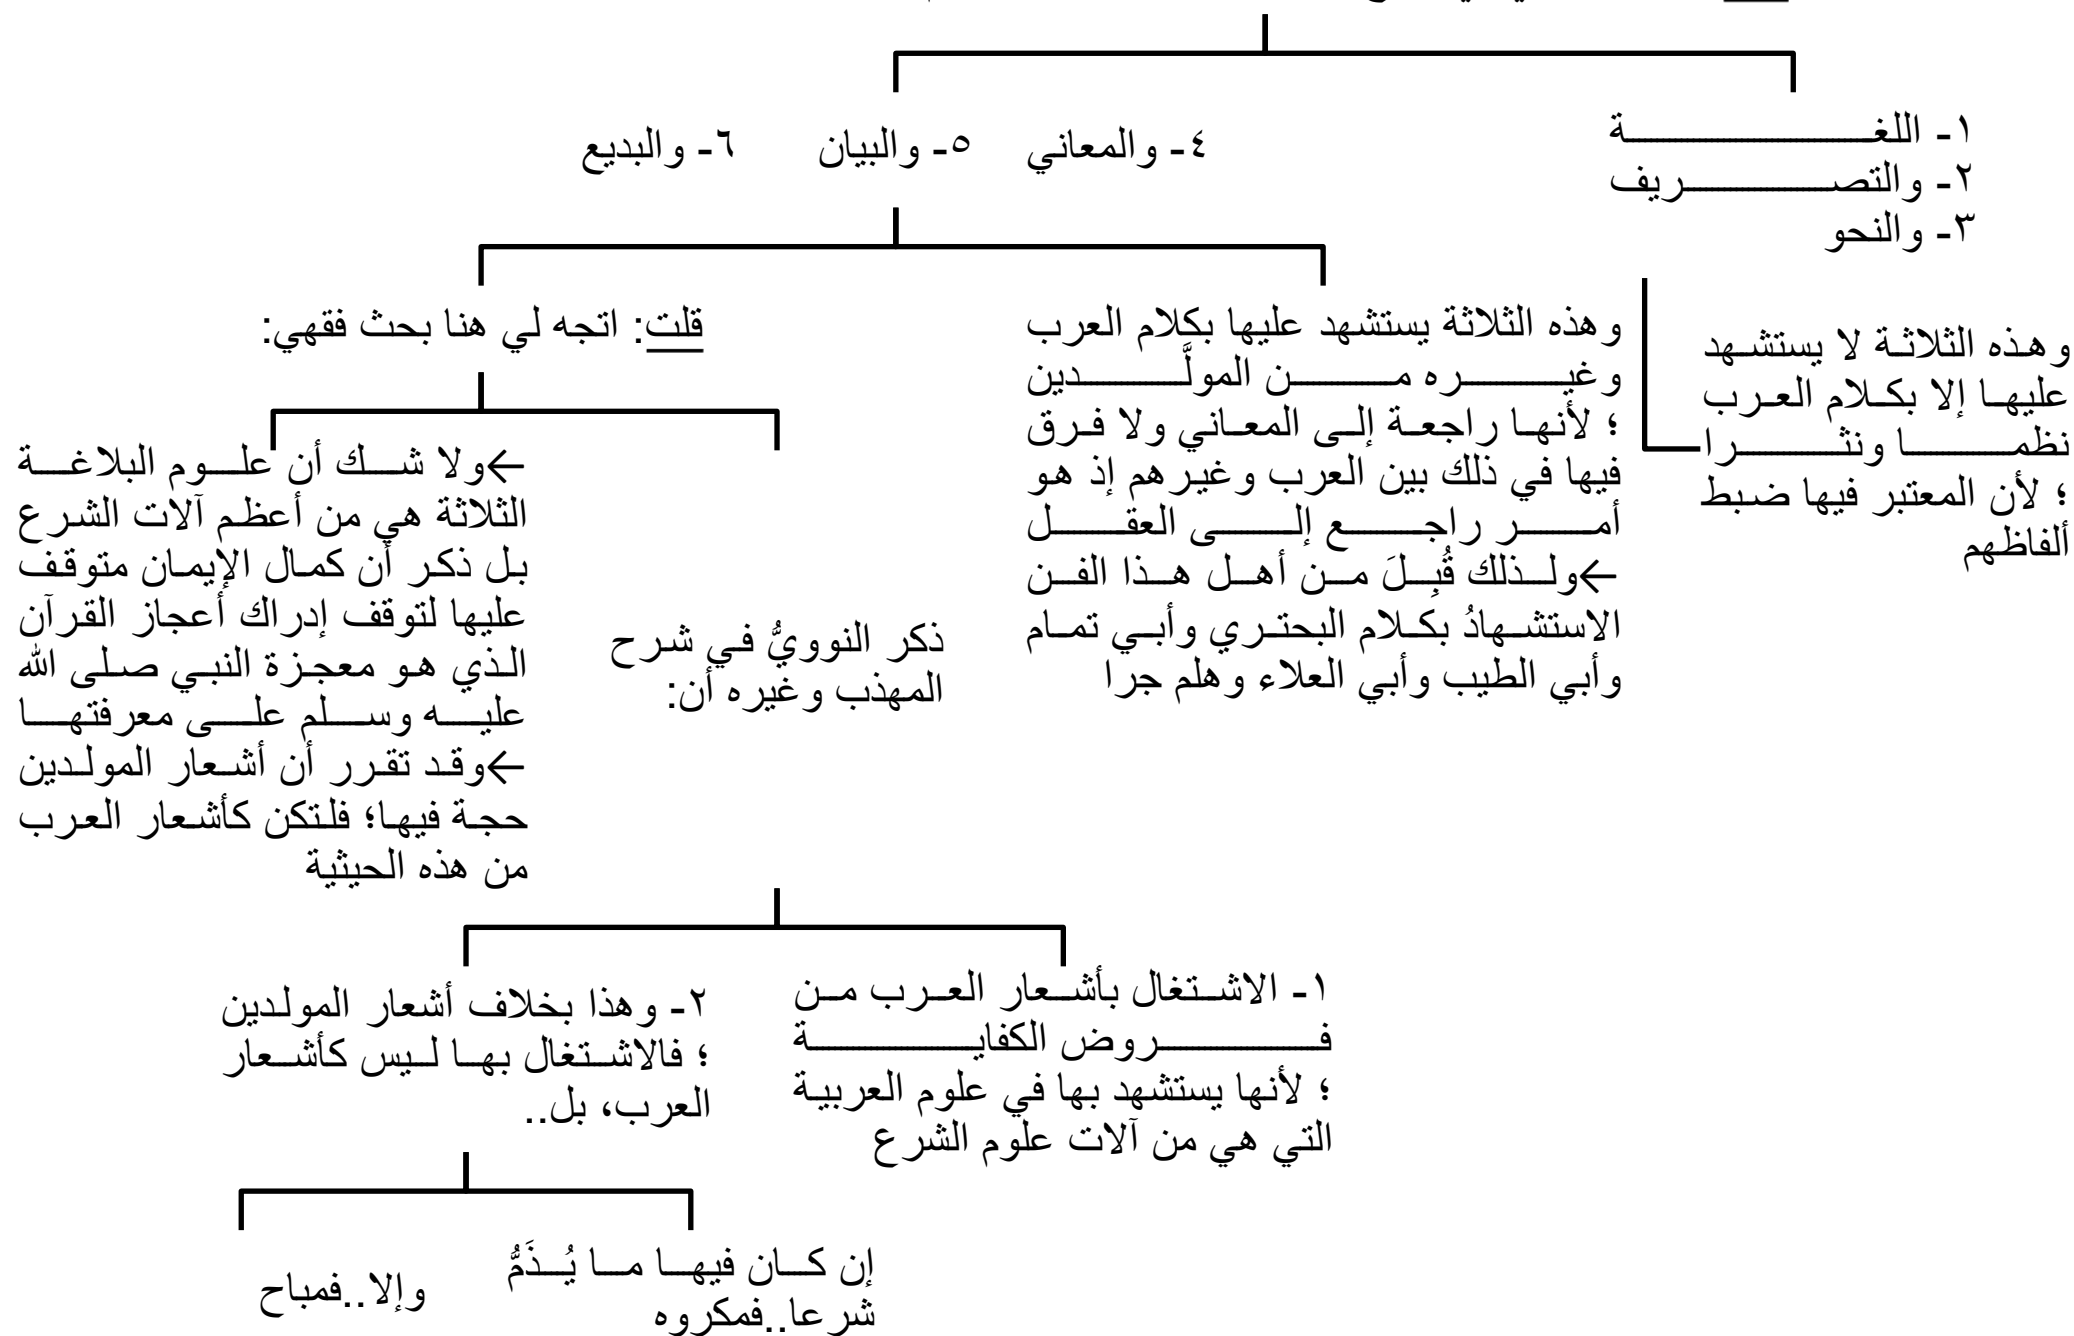 ١- اللغة
٢- والتصريف
٣- والنحو
٤- والمعاني ٥- والبيان ٦- والبديع
وهذه الثلاثة لا يستشهد
عليها إلا بكلام العرب
نظما ونثرا
؛ لأن المعتبر فيها ضبط
ألفاظهم
وهذه الثلاثة يستشهد عليها بكلام العرب
وغيره من المولَّدين
؛ لأنها راجعة إلى المعاني ولا فرق
فيها في ذلك بين العرب وغيرهم إذ هو
أمر راجع إلى العقل
←ولذلك قُبِلَ من أهل هذا الفن
الاستشهادُ بكلام البحتري وأبي تمام
وأبي الطيب وأبي العلاء وهلم جرا
قلت: اتجه لي هنا بحث فقهي:
ذكر النوويُّ في شرح
المهذب وغيره أن:
←ولا شك أن علوم البلاغة
الثلاثة هي من أعظم آلات الشرع
بل ذكر أن كمال الإيمان متوقف
عليها لتوقف إدراك أعجاز القرآن
الذي هو معجزة النبي صلى الله
عليه وسلم على معرفتها
←وقد تقرر أن أشعار المولدين
حجة فيها؛ فلتكن كأشعار العرب
من هذه الحيثية
١- الاشتغال بأشعار العرب من
فروض الكفاية
؛ لأنها يستشهد بها في علوم العربية
التي هي من آلات علوم الشرع
٢- وهذا بخلاف أشعار المولدين
؛ فالاشتغال بها ليس كأشعار
العرب، بل..
إن كان فيها ما يُذَمُّ
شرعا..فمكروه
وإلا..فمباح